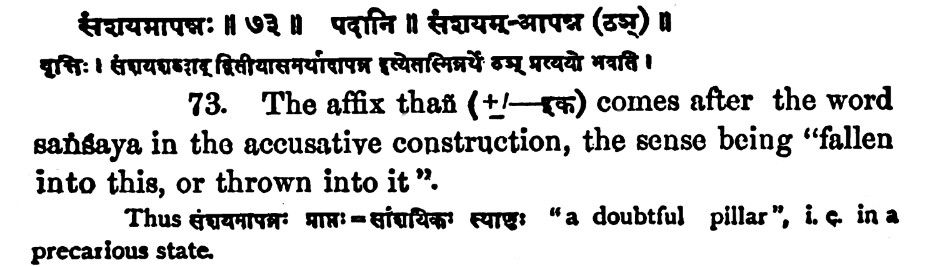 संशयमापन्नः ॥ ७३ ॥ पदानि ॥ संशयम्-आपन्न (ठञ्) ॥
वृत्तिः । संशयशब्दाद् द्वितीयासमर्थादापन्न इत्येतस्मिन्नर्थे ठञ् प्रत्ययो भवति ।
73. The affix thañ (+/—इक) comes after the word
saṅśaya in the accusative construction, the sense being "fallen
into this, or thrown into it".
Thus संशयमापन्नः प्राप्तः=सांशयिकः स्थाणुः "a doubtful pillar", i. e. in a
precarious state.